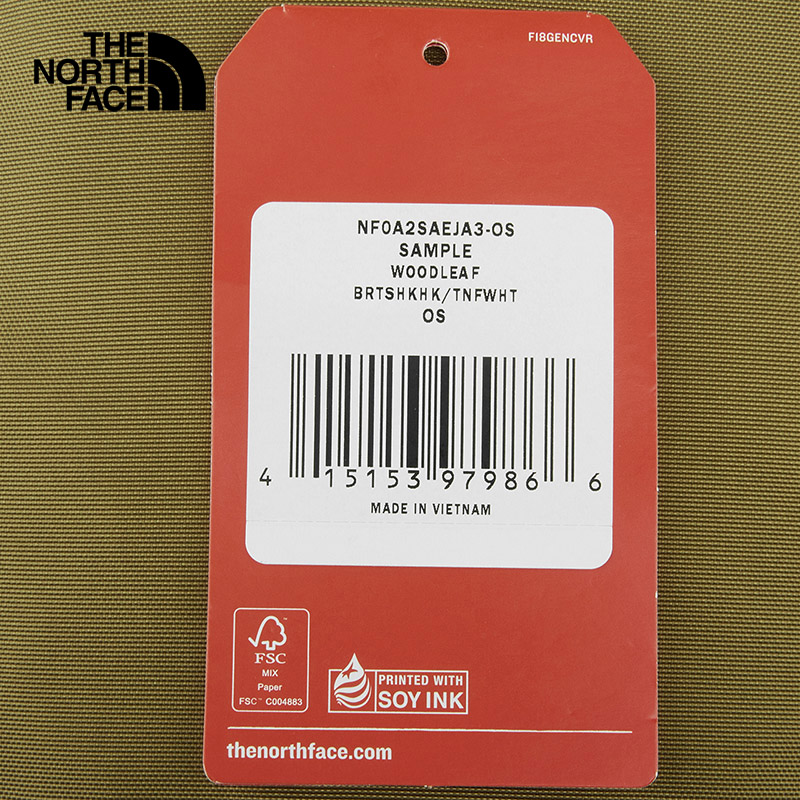 THE
NORTH
FACE
FI8GENCVR
NF0A2SAEJA3-OS
SAMPLE
WOODLEAF
BRTSHKHK/TNFWHT
OS
4 15153 97986 6
MADE IN VIETNAM
FSC
MIX
Paper
FSC™ C004883
PRINTED WITH
SOY INK
thenorthface.com